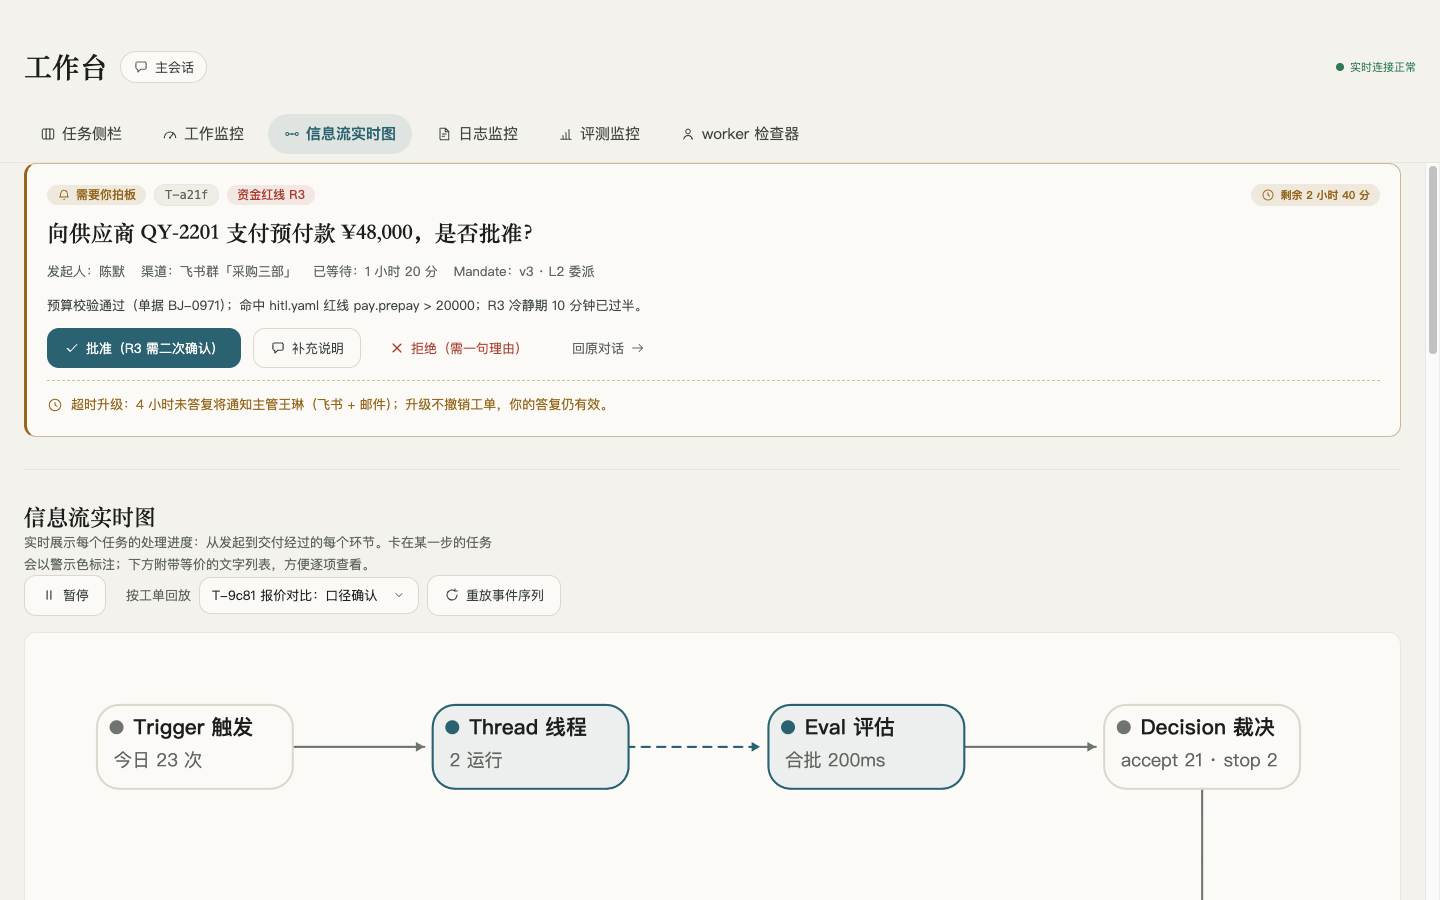 工作台
主会话
实时连接正常
任务侧栏
工作监控
信息流实时图
日志监控
评测监控
worker 检查器
需要你拍板
T-a21f
资金红线 R3
剩余 2 小时 40 分
向供应商 QY-2201 支付预付款 ¥48,000，是否批准?
发起人：陈默 渠道：飞书群「采购三部」 已等待：1 小时 20 分 Mandate：v3 · L2 委派
预算校验通过（单据 BJ-0971）；命中 hitl.yaml 红线 pay.prepay > 20000；R3 冷静期 10 分钟已过半。
批准（R3 需二次确认）
补充说明
拒绝（需一句理由）
回原对话 →
超时升级：4 小时未答复将通知主管王琳（飞书 + 邮件）；升级不撤销工单，你的答复仍有效。
信息流实时图
实时展示每个任务的处理进度：从发起到交付经过的每个环节。卡在某一步的任务
会以警示色标注；下方附带等价的文字列表，方便逐项查看。
暂停
按工单回放
T-9c81 报价对比：口径确认
重放事件序列
Trigger 触发
今日 23 次
Thread 线程
2 运行
Eval 评估
合批 200ms
Decision 裁决
accept 21 · stop 2